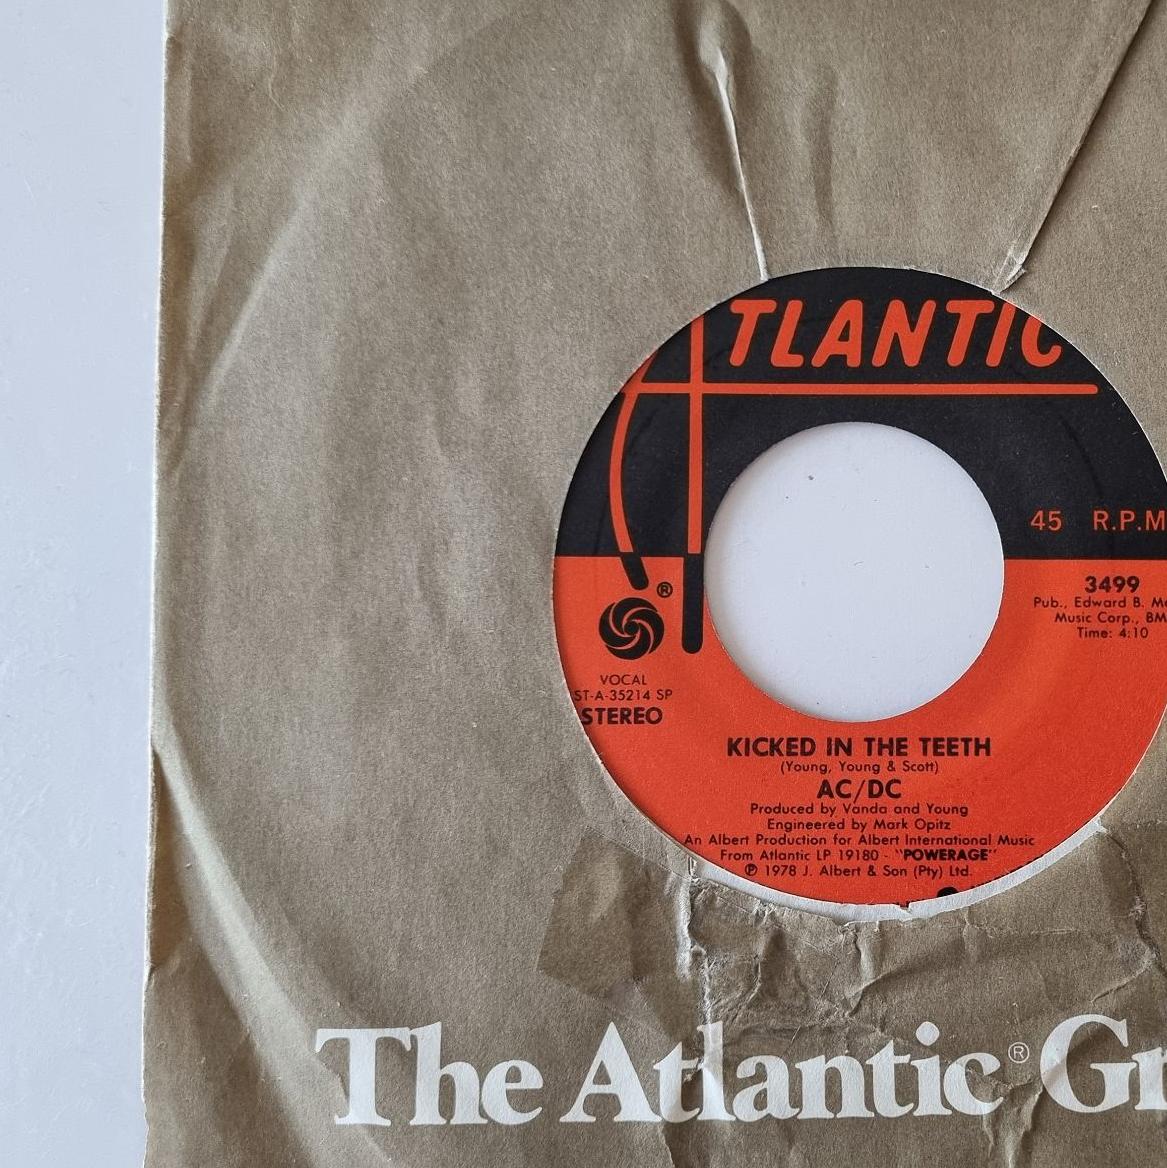 TLANTIC
45 R.P.M
3499
Pub., Edward B.
Music Corp., BM
Time: 4:10
®
VOCAL
ST-A-35214 SP
STEREO
KICKED IN THE TEETH
(Young, Young & Scott)
AC/DC
Produced by Vanda and Young
Engineered by Mark Opitz
An Albert Production for Albert International Music
From Atlantic LP 19180 - "POWERAGE"
℗ 1978 J. Albert & Son (Pty) Ltd.
The Atlantic® Gr